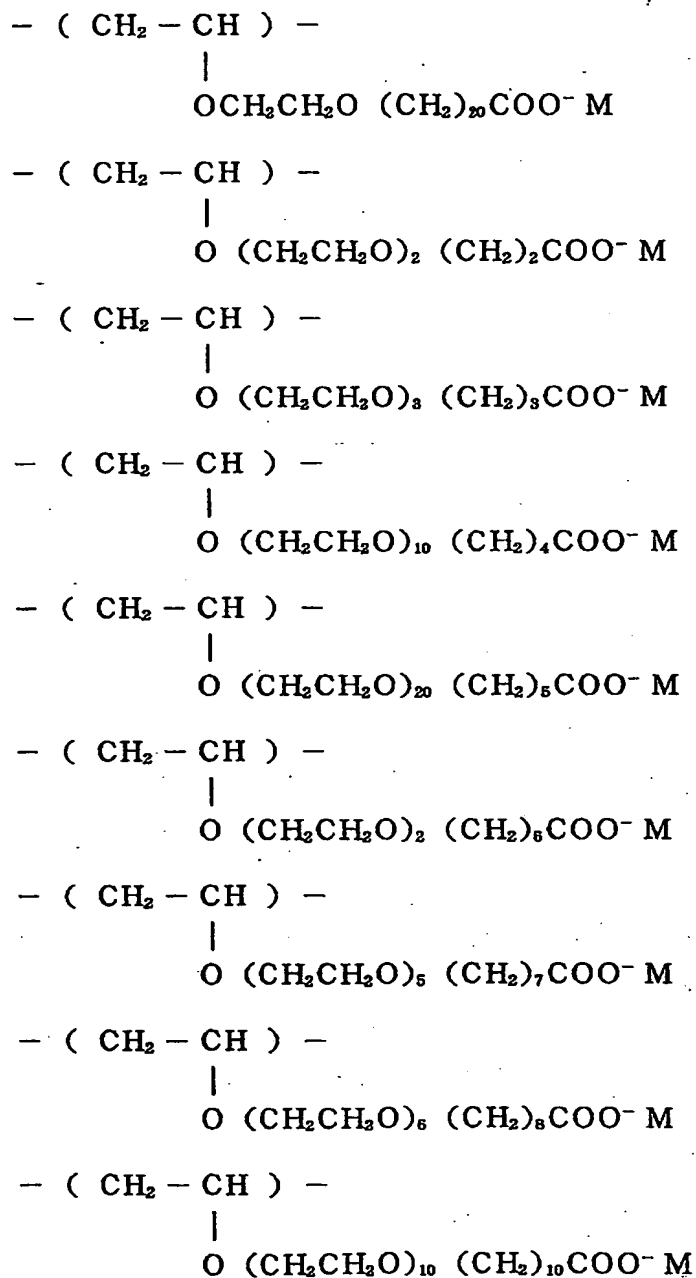 — ( CH₂ — CH ) —
|
OCH₂CH₂O (CH₂)₂₀COO⁻ M
— ( CH₂ — CH ) —
|
O (CH₂CH₂O)₂ (CH₂)₂COO⁻ M
— ( CH₂ — CH ) —
|
O (CH₂CH₂O)₃ (CH₂)₃COO⁻ M
— ( CH₂ — CH ) —
|
O (CH₂CH₂O)₁₀ (CH₂)₄COO⁻ M
— ( CH₂ — CH ) —
|
O (CH₂CH₂O)₂₀ (CH₂)₅COO⁻ M
— ( CH₂ — CH ) —
|
O (CH₂CH₂O)₂ (CH₂)₆COO⁻ M
— ( CH₂ — CH ) —
|
O (CH₂CH₂O)₅ (CH₂)₇COO⁻ M
— ( CH₂ — CH ) —
|
O (CH₂CH₂O)₆ (CH₂)₈COO⁻ M
— ( CH₂ — CH ) —
|
O (CH₂CH₂O)₁₀ (CH₂)₁₀COO⁻ M